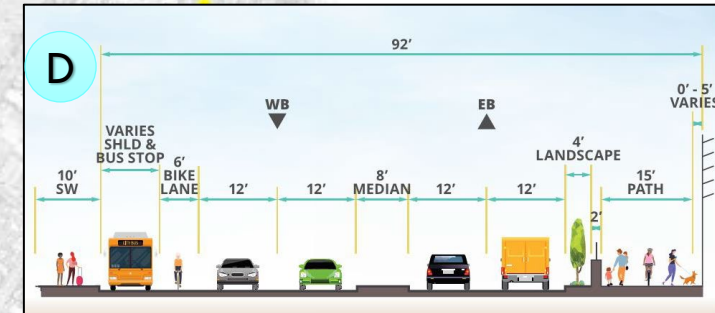 D
92'
WB
EB
0' - 5'
VARIES
VARIES
SHLD &
BUS STOP
4'
LANDSCAPE
10'
SW
6'
BIKE
LANE
12'
12'
8'
MEDIAN
12'
12'
2'
15'
PATH